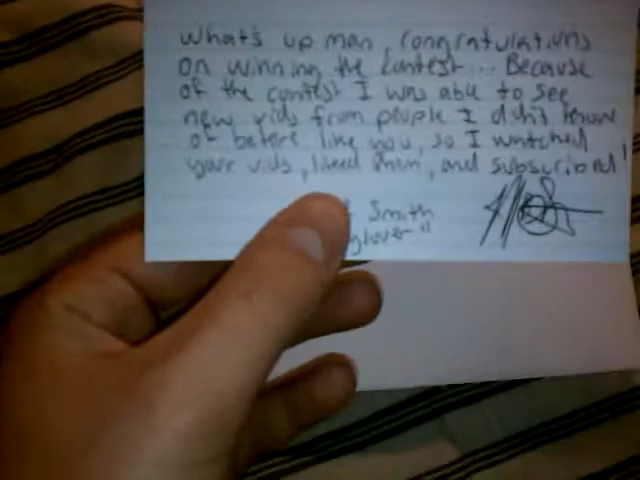 What's up man, congratulations
on winning the contest... Because
of the contest I was able to see
new vids from people I didn't know
of before like you, so I watched
your vids, liked them, and subscribed!
Smith
glover"